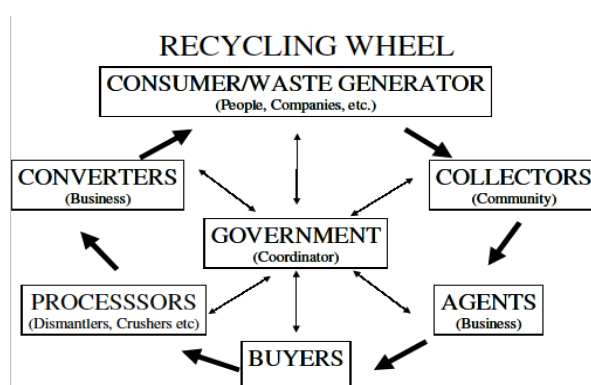 RECYCLING WHEEL
CONSUMER/WASTE GENERATOR
(People, Companies, etc.)
CONVERTERS
(Business)
COLLECTORS
(Community)
GOVERNMENT
(Coordinator)
PROCESSSORS
(Dismantlers, Crushers etc)
AGENTS
(Business)
BUYERS